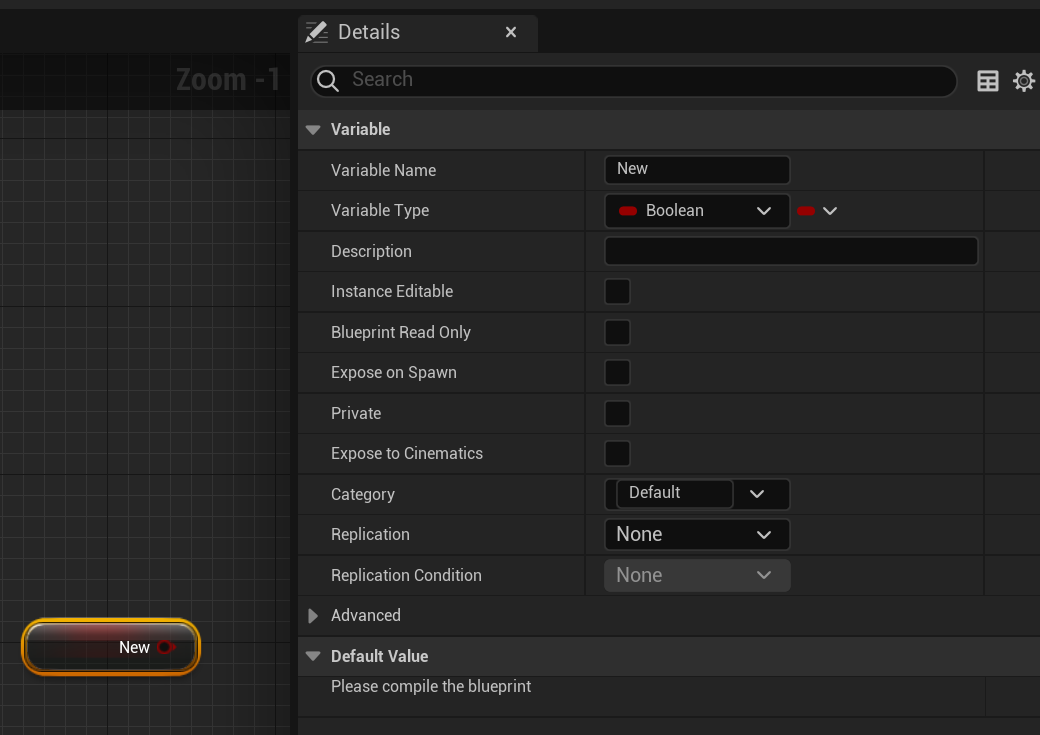 Details
Zoom -1
Search
Variable
Variable Name
New
Variable Type
Boolean
Description
Instance Editable
Blueprint Read Only
Expose on Spawn
Private
Expose to Cinematics
Category
Default
Replication
None
Replication Condition
None
Advanced
Default Value
Please compile the blueprint
New